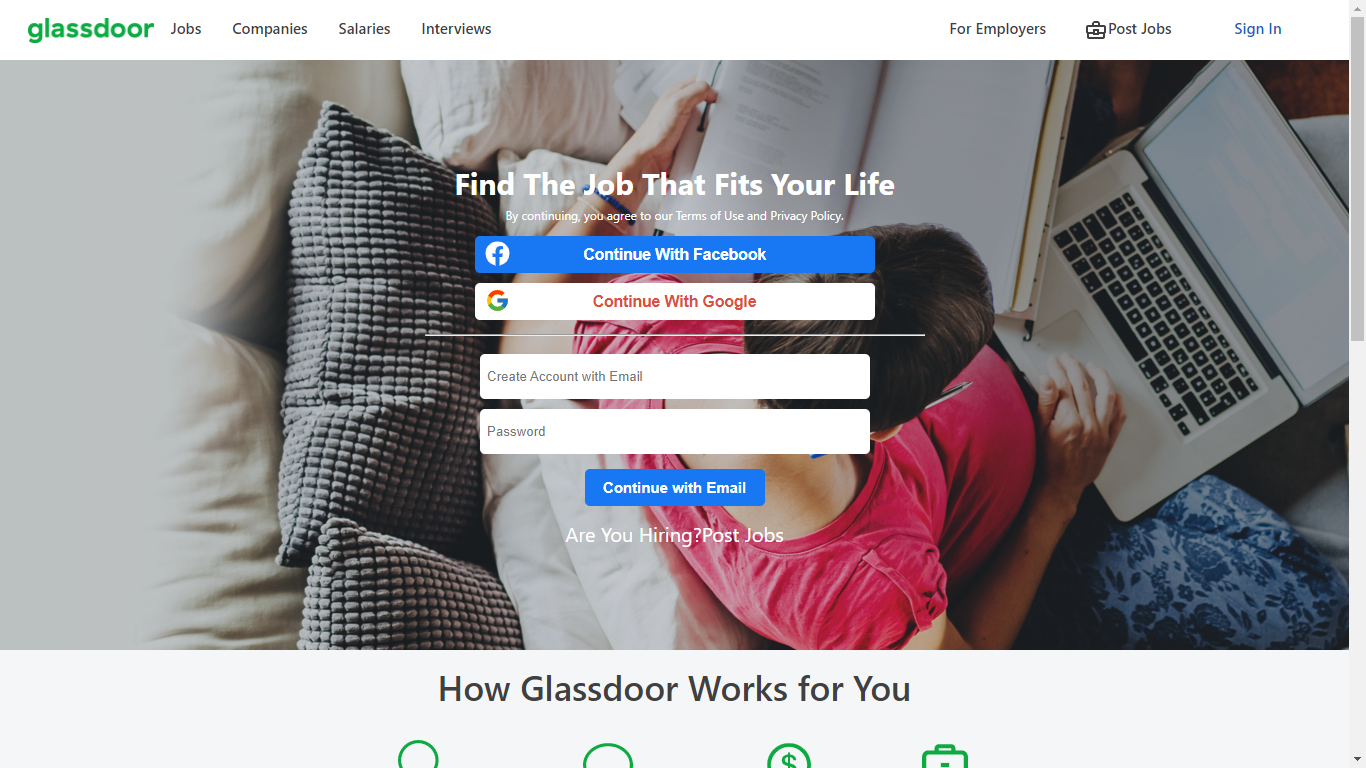 glassdoor Jobs Companies Salaries Interviews For Employers Post Jobs Sign In
Find The Job That Fits Your Life
By continuing, you agree to our Terms of Use and Privacy Policy.
Continue With Facebook
Continue With Google
Create Account with Email
Password
Continue with Email
Are You Hiring?Post Jobs
How Glassdoor Works for You
$